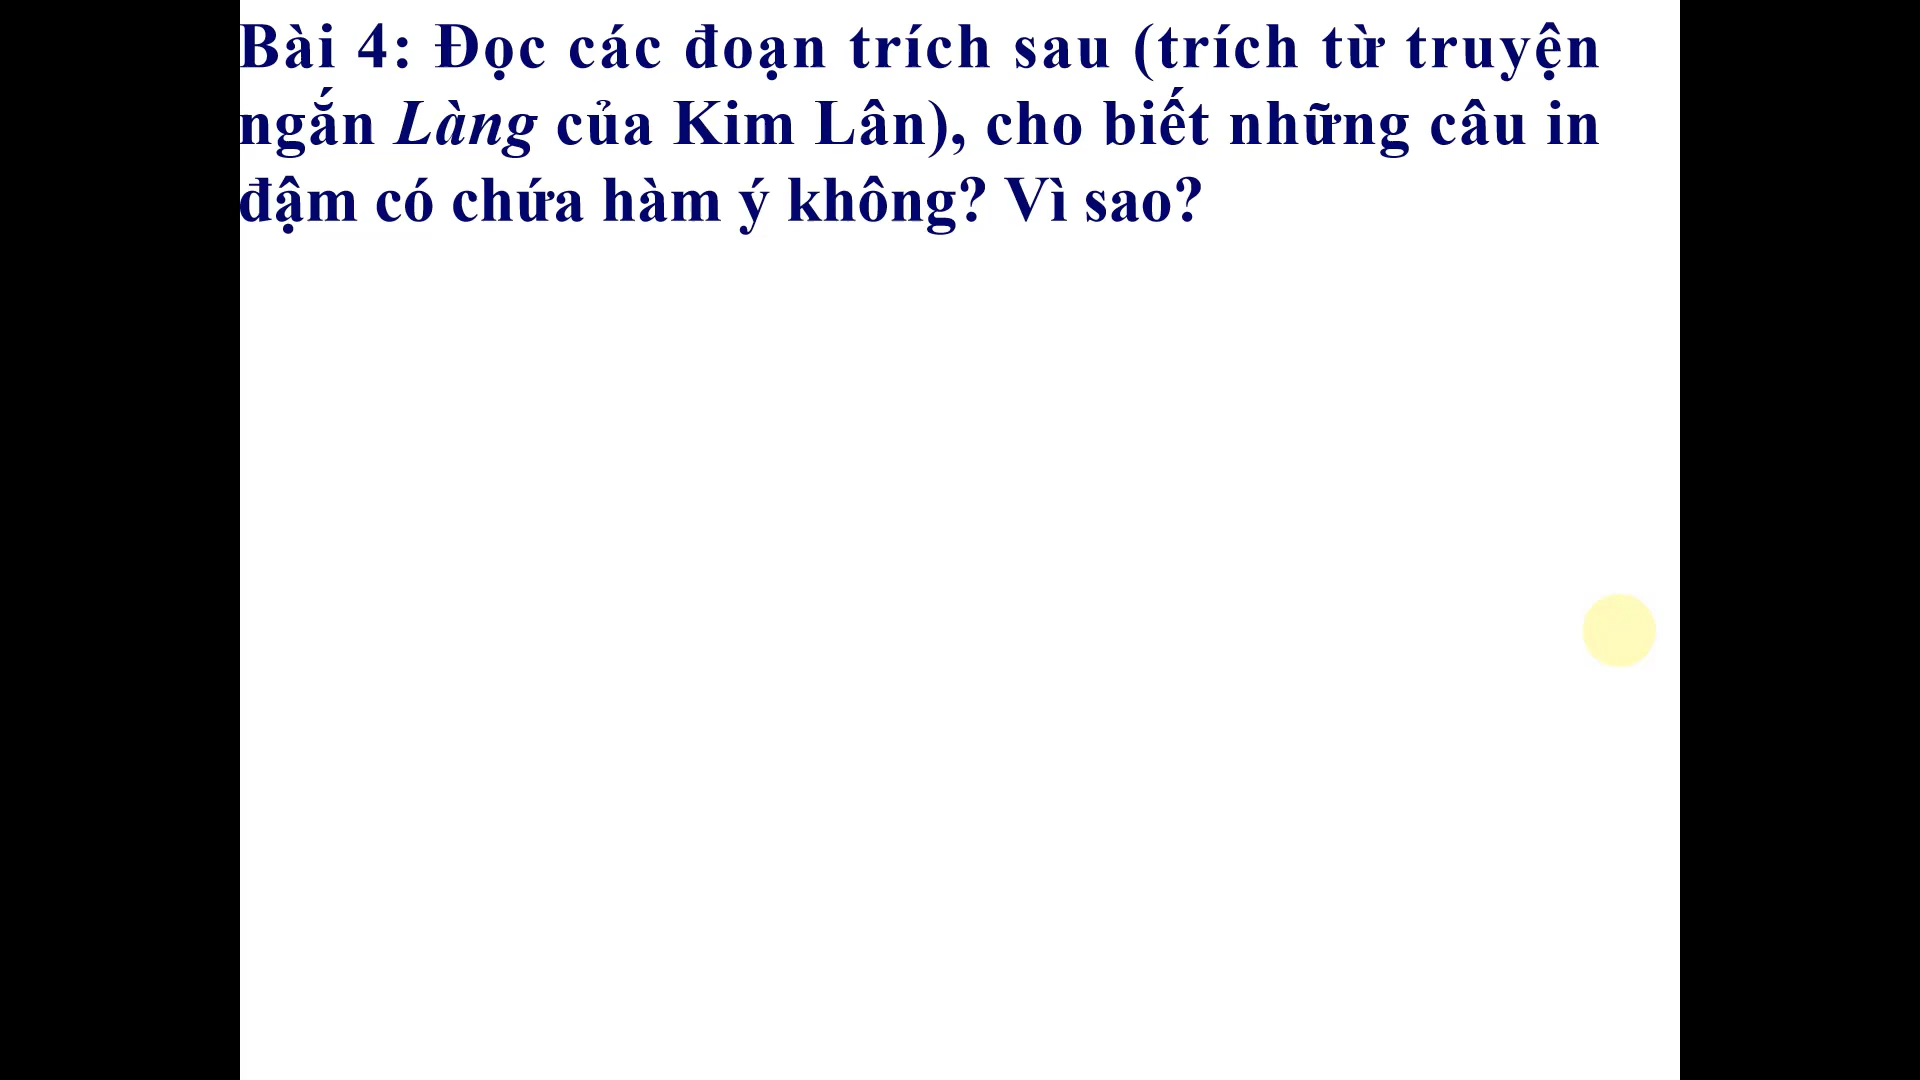 Bài 4: Đọc các đoạn trích sau (trích từ truyện
ngắn Làng của Kim Lân), cho biết những câu in
đậm có chứa hàm ý không? Vì sao?